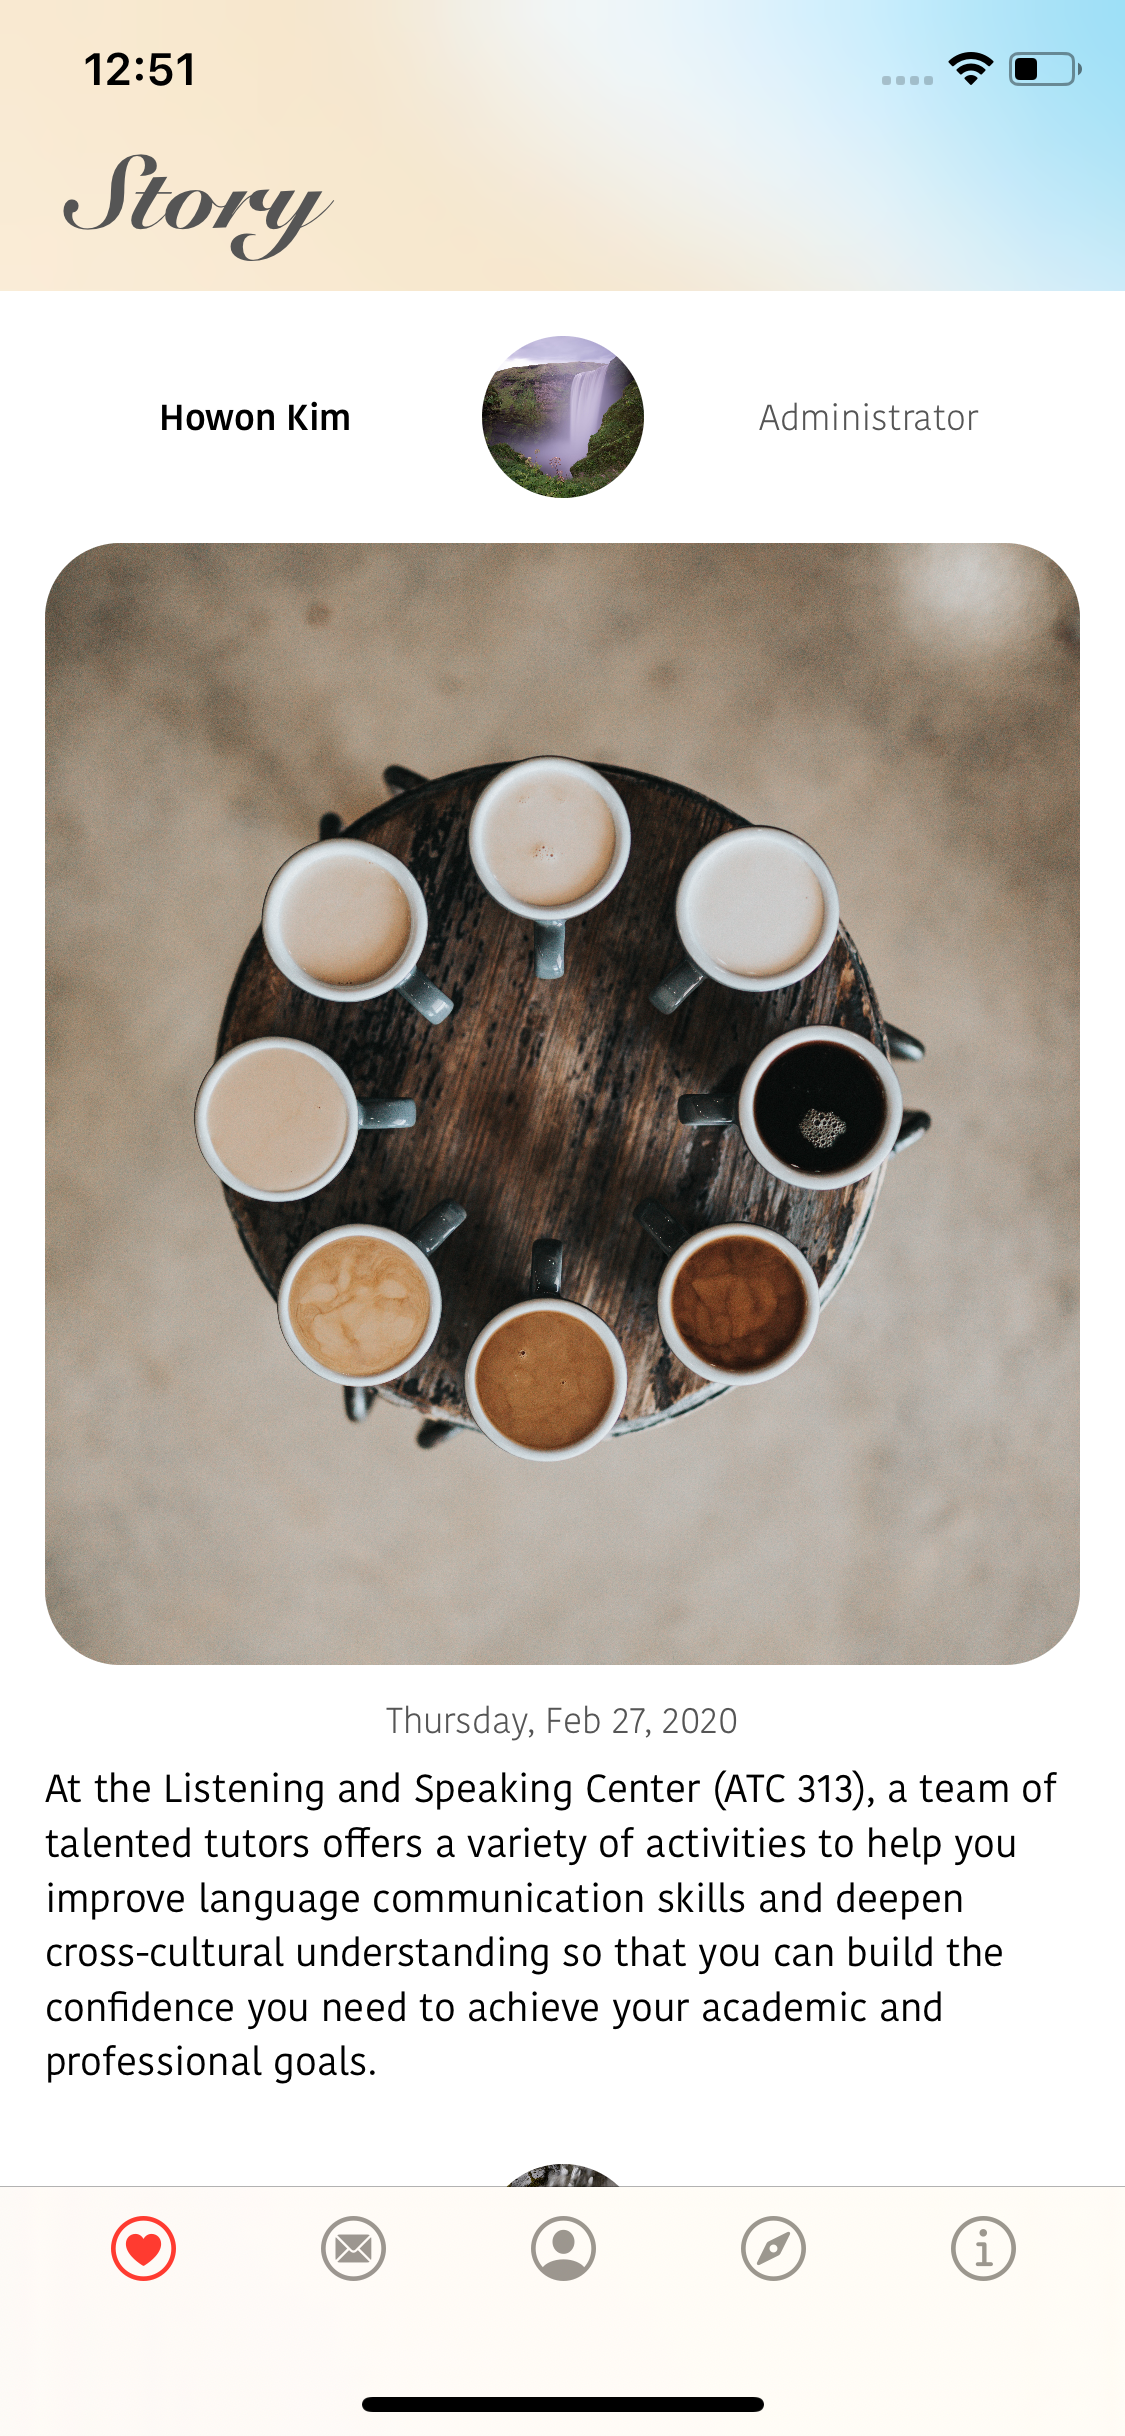 12:51
Story
Howon Kim
Administrator
Thursday, Feb 27, 2020
At the Listening and Speaking Center (ATC 313), a team of
talented tutors offers a variety of activities to help you
improve language communication skills and deepen
cross-cultural understanding so that you can build the
confidence you need to achieve your academic and
professional goals.